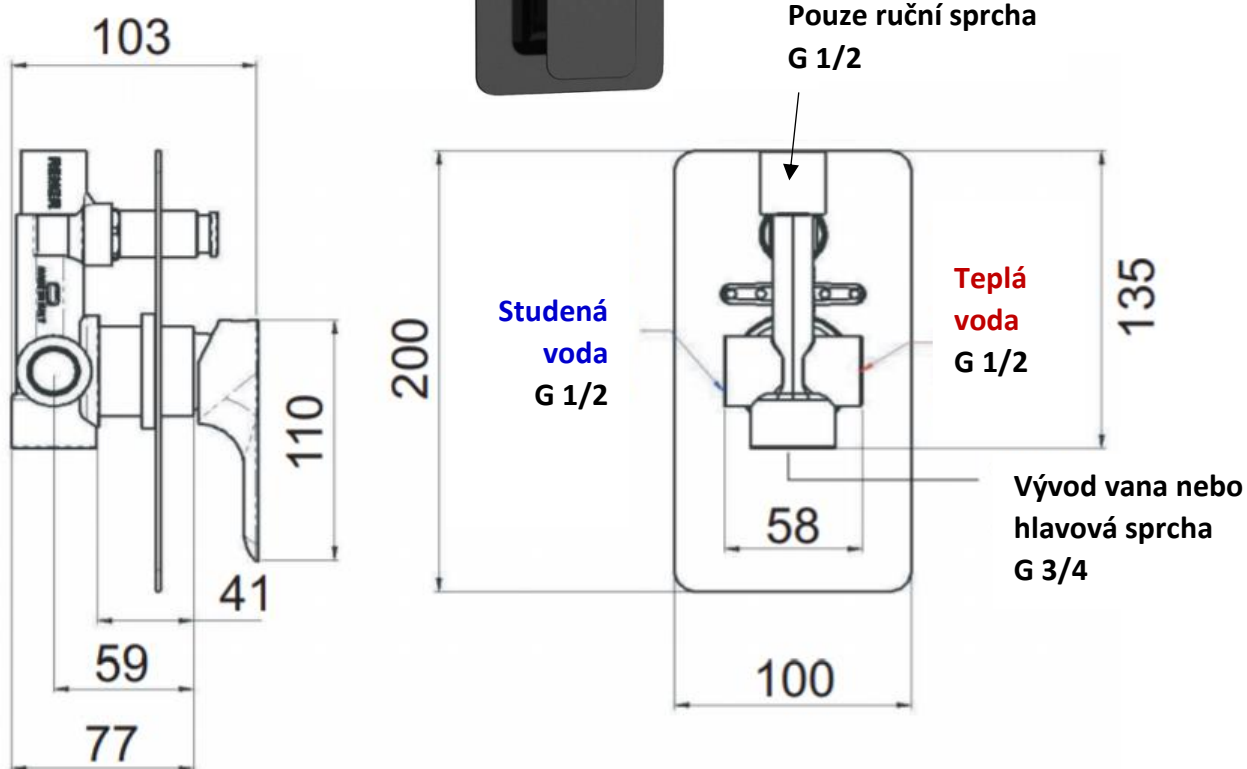 Pouze ruční sprcha
G 1/2
103
REMER
200
Studená
voda
G 1/2
Teplá
voda
G 1/2
135
110
58
Vývod vana nebo
hlavová sprcha
G 3/4
41
59
100
77